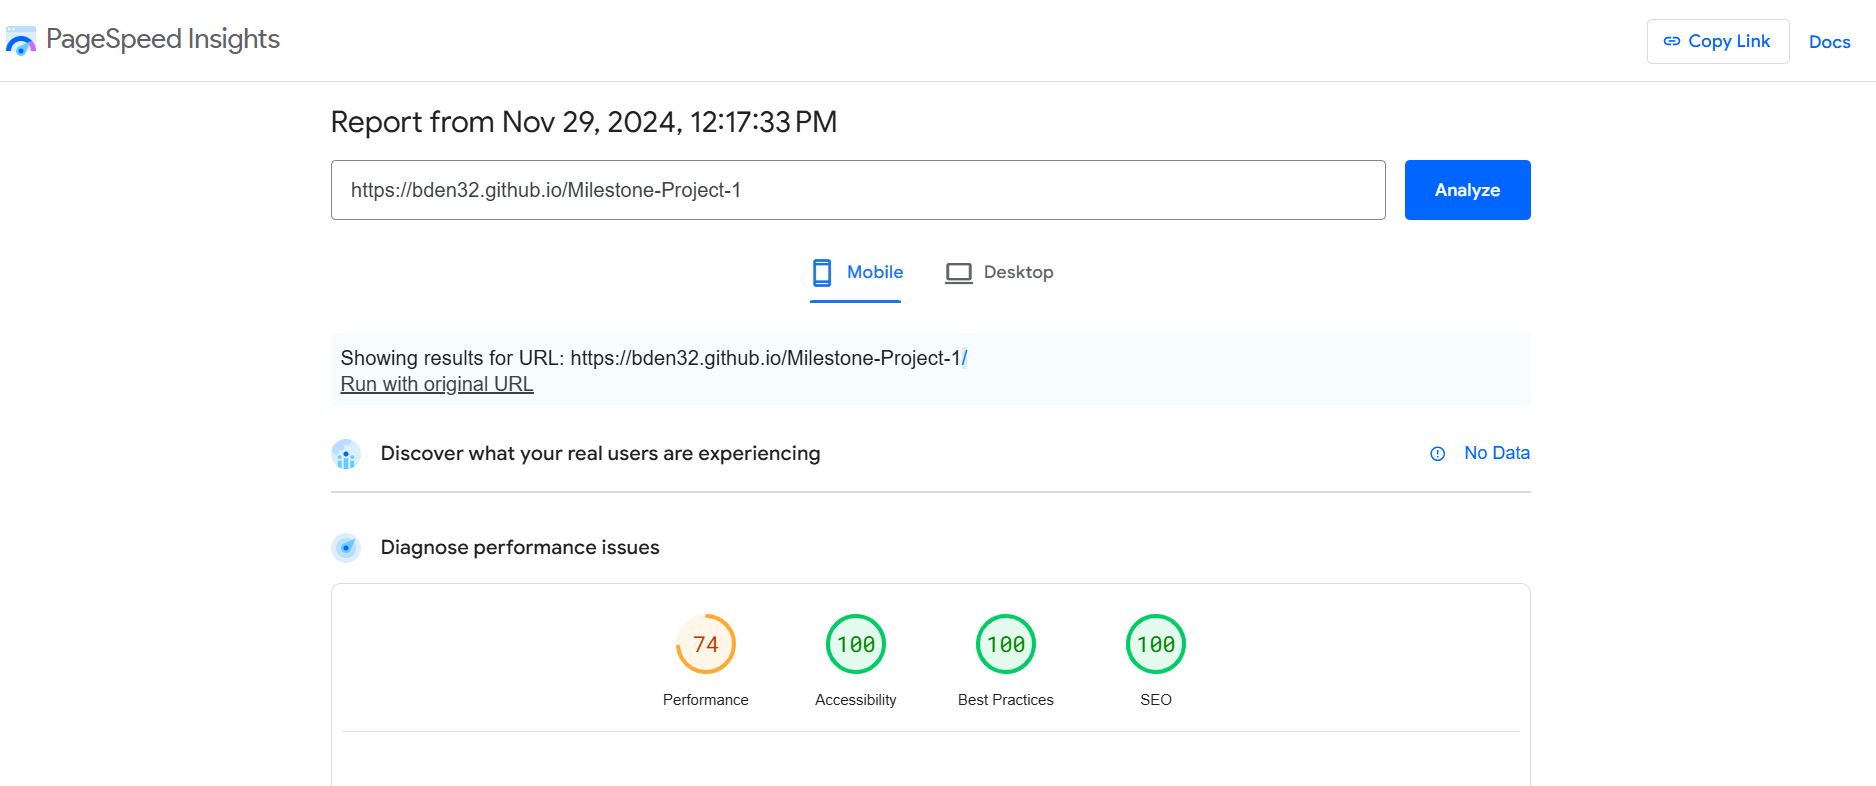 PageSpeed Insights
Copy Link
Docs
Report from Nov 29, 2024, 12:17:33 PM
https://bden32.github.io/Milestone-Project-1
Analyze
Mobile
Desktop
Showing results for URL: https://bden32.github.io/Milestone-Project-1/
Run with original URL
Discover what your real users are experiencing
No Data
Diagnose performance issues
74
100
100
100
Performance
Accessibility
Best Practices
SEO